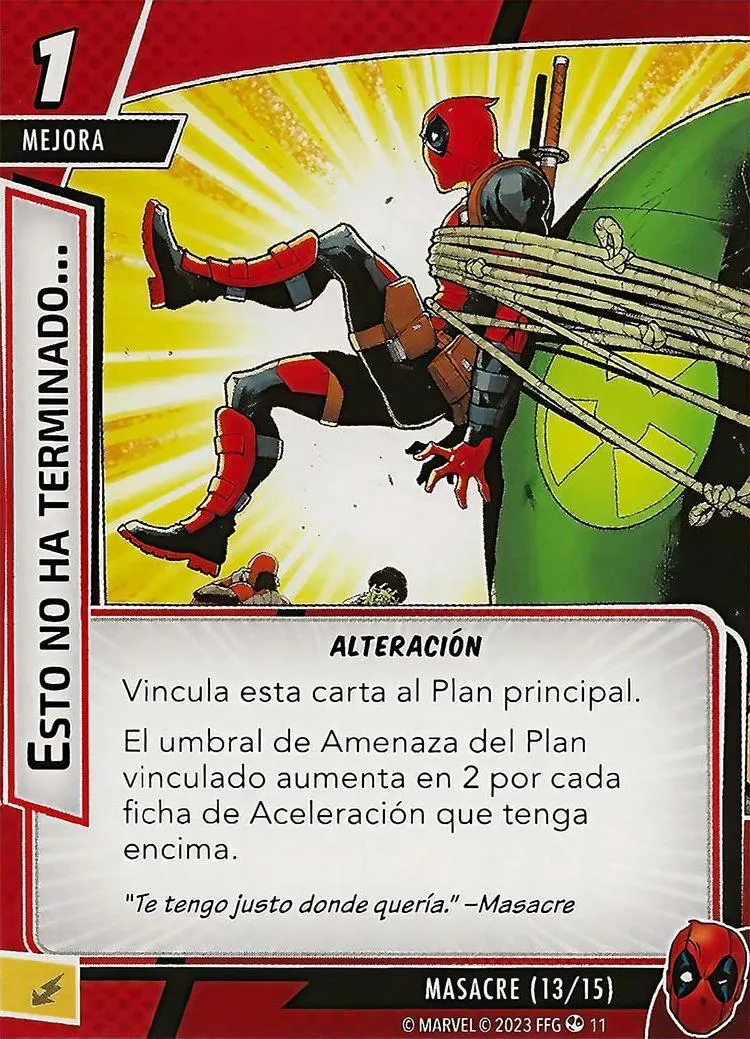 1
MEJORA
ESTO NO HA TERMINADO...
ALTERACIÓN
Vincula esta carta al Plan principal.
El umbral de Amenaza del Plan
vinculado aumenta en 2 por cada
ficha de Aceleración que tenga
encima.
"Te tengo justo donde quería." –Masacre
MASACRE (13/15)
© MARVEL © 2023 FFG 11